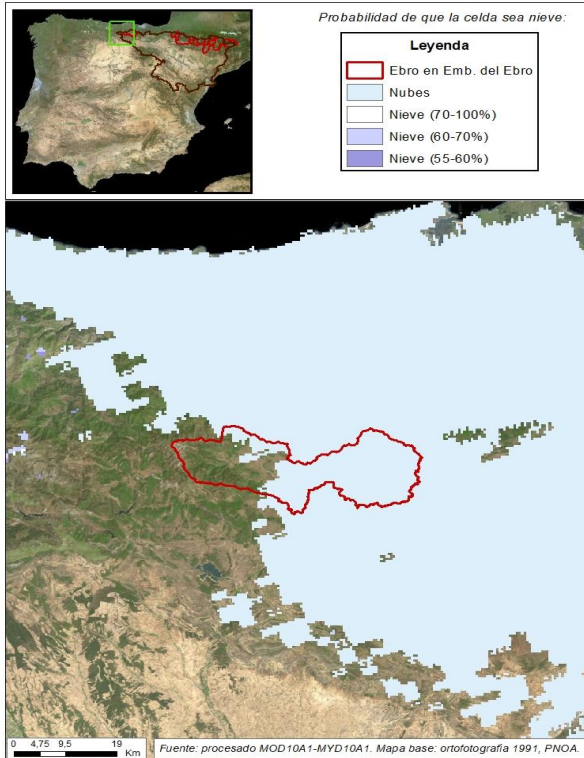 Probabilidad de que la celda sea nieve:
Leyenda
Ebro en Emb. del Ebro
Nubes
Nieve (70-100%)
Nieve (60-70%)
Nieve (55-60%)
0 4,75 9,5 19
Km
Fuente: procesado MOD10A1-MYD10A1. Mapa base: ortofotografía 1991, PNOA.